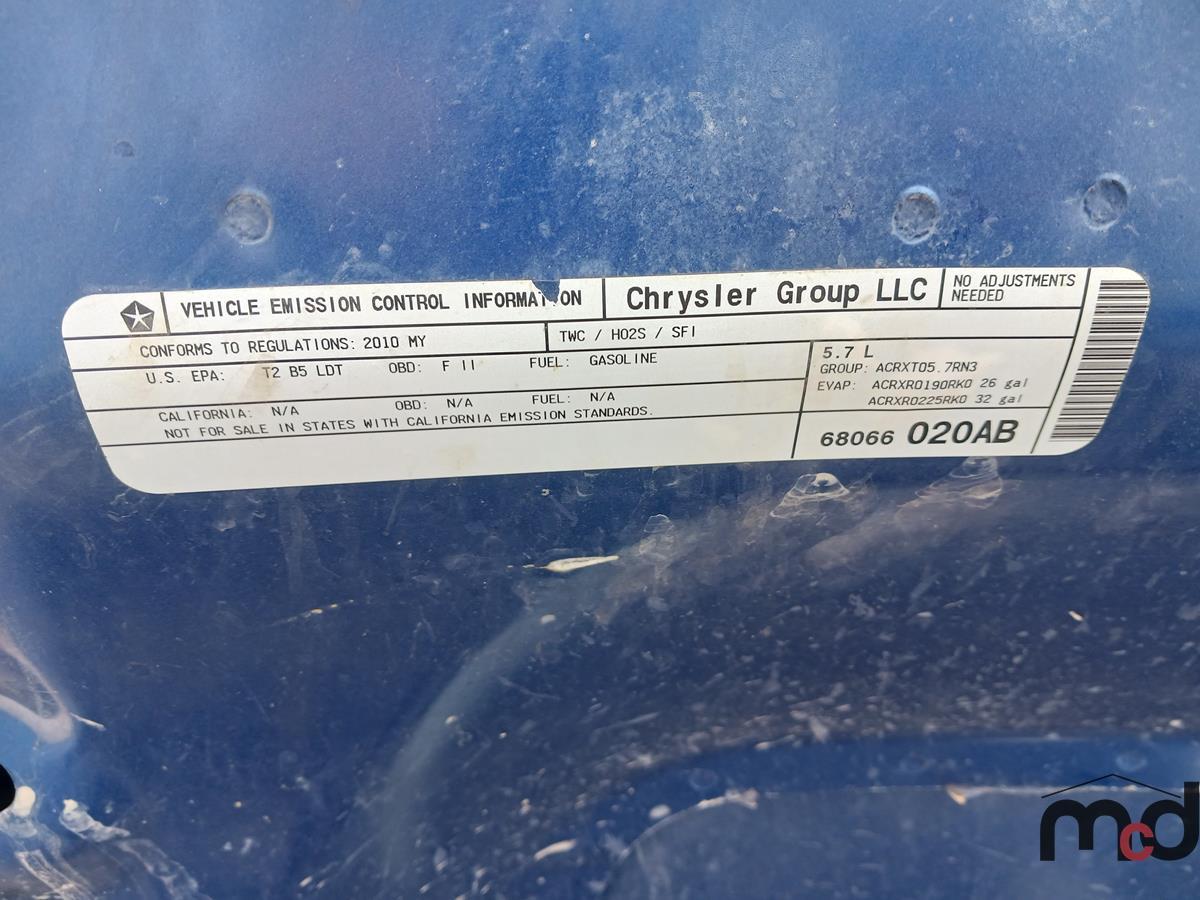 VEHICLE EMISSION CONTROL INFORMATION
Chrysler Group LLC
NO ADJUSTMENTS
NEEDED
CONFORMS TO REGULATIONS: 2010 MY
TWC / HO2S / SFI
U.S. EPA: T2 B5 LDT OBD: F II FUEL: GASOLINE
CALIFORNIA: N/A OBD: N/A FUEL: N/A
NOT FOR SALE IN STATES WITH CALIFORNIA EMISSION STANDARDS.
5.7 L
GROUP: ACRXT05.7RN3
EVAP: ACRXR0190RK0 26 gal
ACRXR0225RK0 32 gal
68066 020AB
mcd